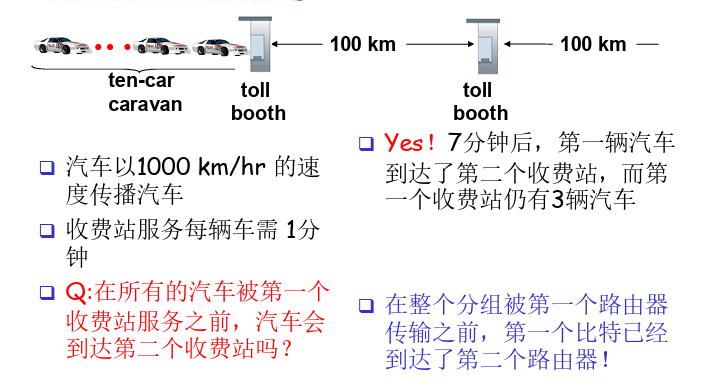 100 km
100 km
ten-car
caravan
toll
booth
toll
booth
汽车以1000 km/hr 的速
度传播汽车
收费站服务每辆车需 1分
钟
Q:在所有的汽车被第一个
收费站服务之前，汽车会
到达第二个收费站吗？
Yes！7分钟后，第一辆汽车
到达了第二个收费站，而第
一个收费站仍有3辆汽车
在整个分组被第一个路由器
传输之前，第一个比特已经
到达了第二个路由器！